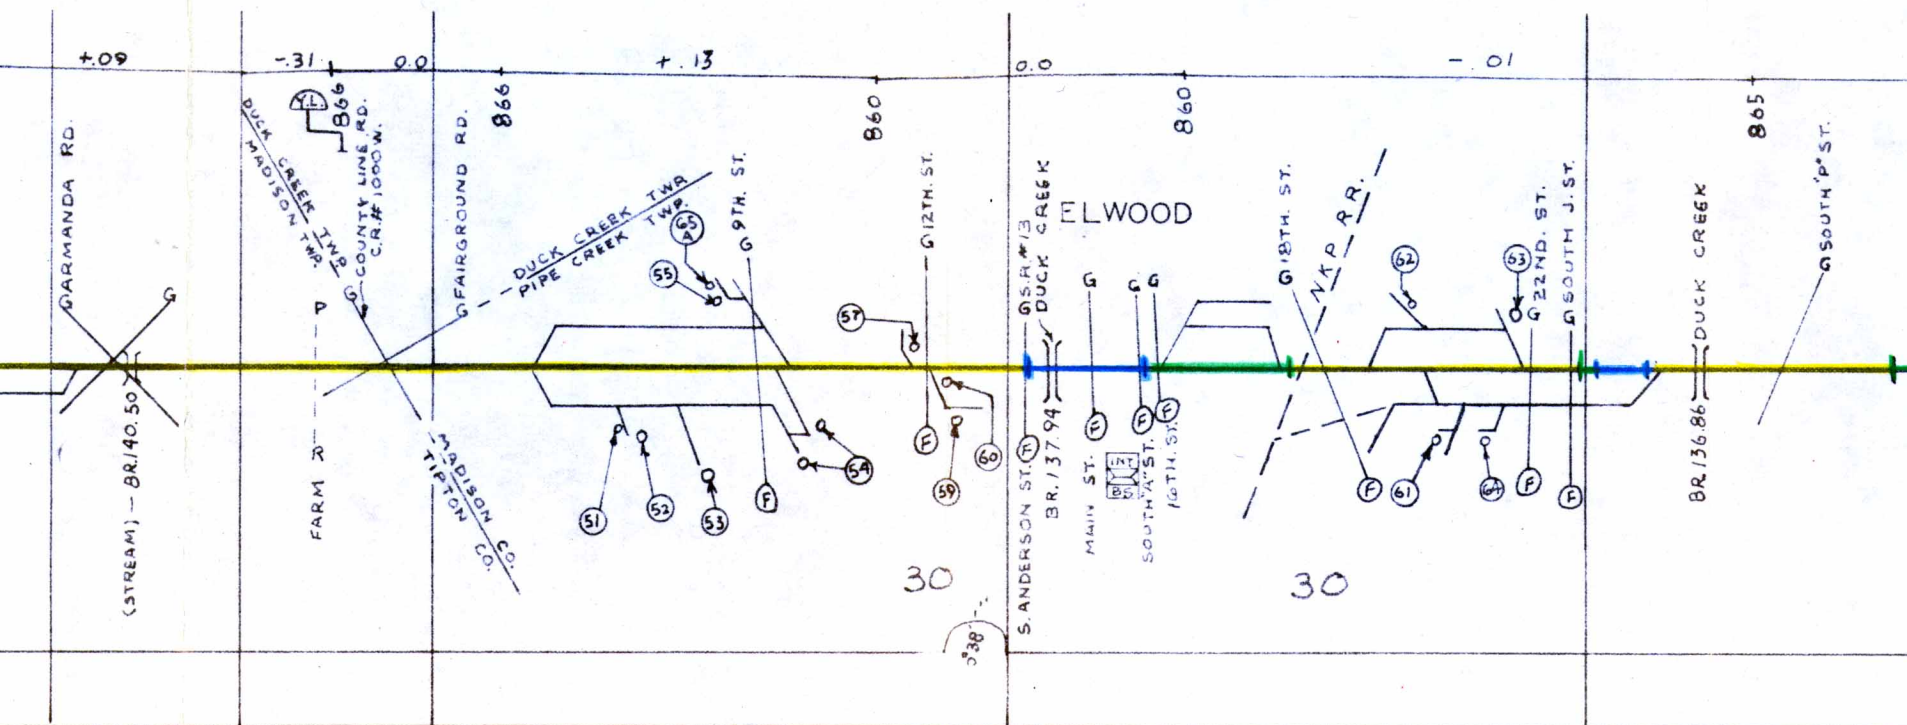 +.09
-.31
0.0
+.13
0.0
-.01
Y.L.
866
866
860
860
865
GARMANDA RD.
G
DUCK CREEK TWP.
MADISON TWP.
G COUNTY LINE RD.
C.R.# 1000 W.
G FAIRGROUND RD.
DUCK CREEK TWP.
PIPE CREEK TWP.
65
A
55
9TH. ST.
G
57
G 12TH. ST.
G S.R.#13
DUCK CREEK
ELWOOD
G
G
G
G 18TH. ST.
NKP RR.
62
63
G 22ND. ST.
G SOUTH J. ST.
DUCK CREEK
G SOUTH "P" ST.
(STREAM) - BR.140.50
P
R
FARM
MADISON CO.
TIPTON CO.
51
52
53
F
54
F
59
60
F
S. ANDERSON ST.
BR. 137.94
F
MAIN ST.
INT
BS
F
SOUTH "A" ST.
F
16TH. ST.
F
61
64
F
F
BR.136.86
30
30
0°38'